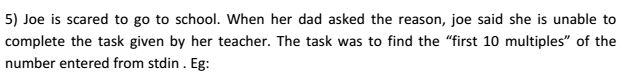 5) Joe is scared to go to school. When her dad asked the reason, joe said she is unable to
complete the task given by her teacher. The task was to find the “first 10 multiples” of the
number entered from stdin . Eg: